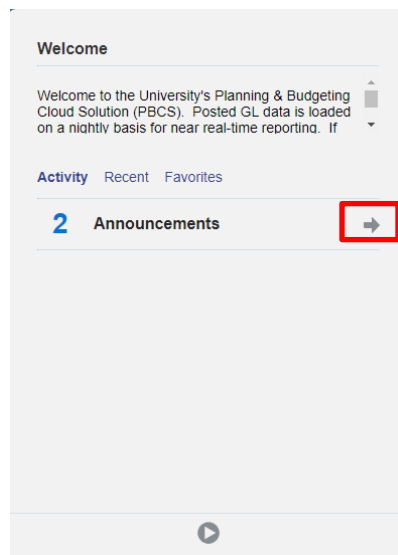 Welcome
Welcome to the University's Planning & Budgeting
Cloud Solution (PBCS). Posted GL data is loaded
on a nightly basis for near real-time reporting. If
Activity Recent Favorites
2 Announcements